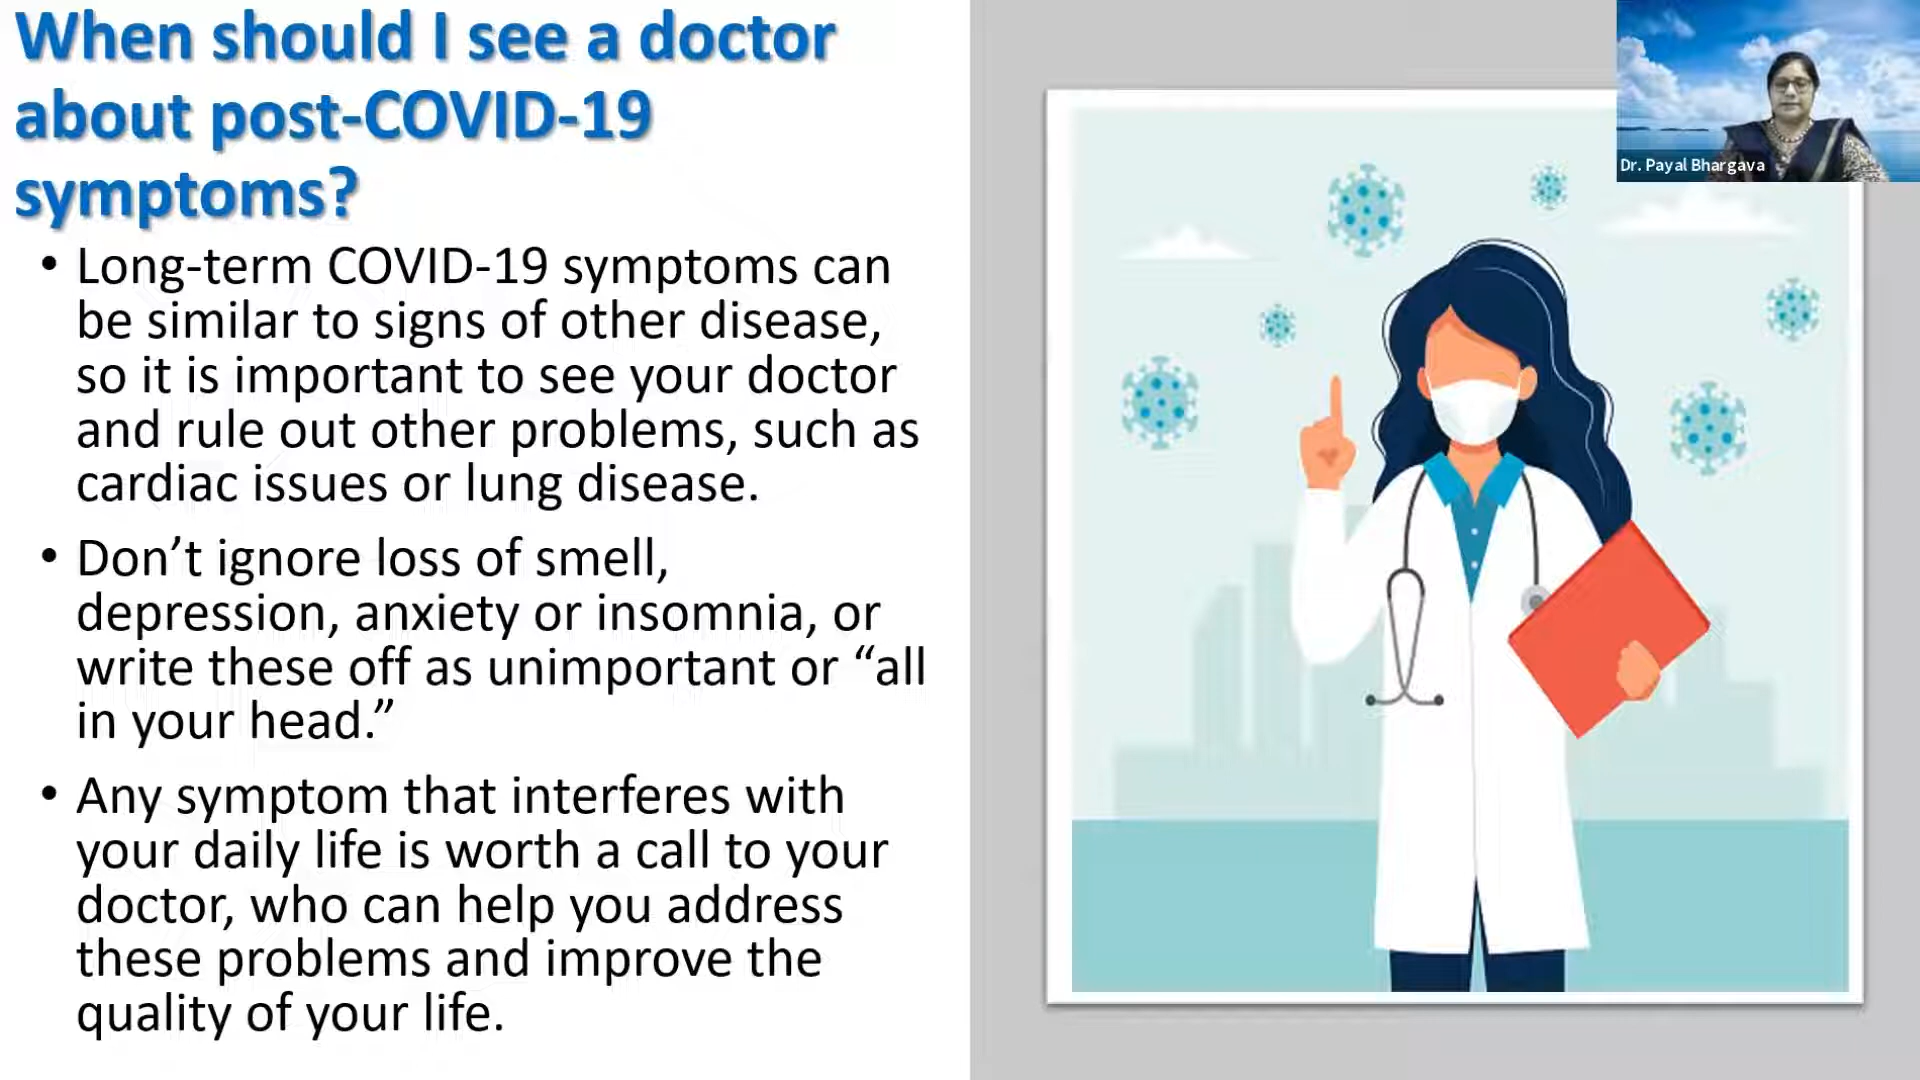 When should I see a doctor
about post-COVID-19
symptoms?
• Long-term COVID-19 symptoms can
be similar to signs of other disease,
so it is important to see your doctor
and rule out other problems, such as
cardiac issues or lung disease.
• Don’t ignore loss of smell,
depression, anxiety or insomnia, or
write these off as unimportant or “all
in your head.”
• Any symptom that interferes with
your daily life is worth a call to your
doctor, who can help you address
these problems and improve the
quality of your life.
Dr. Payal Bhargava